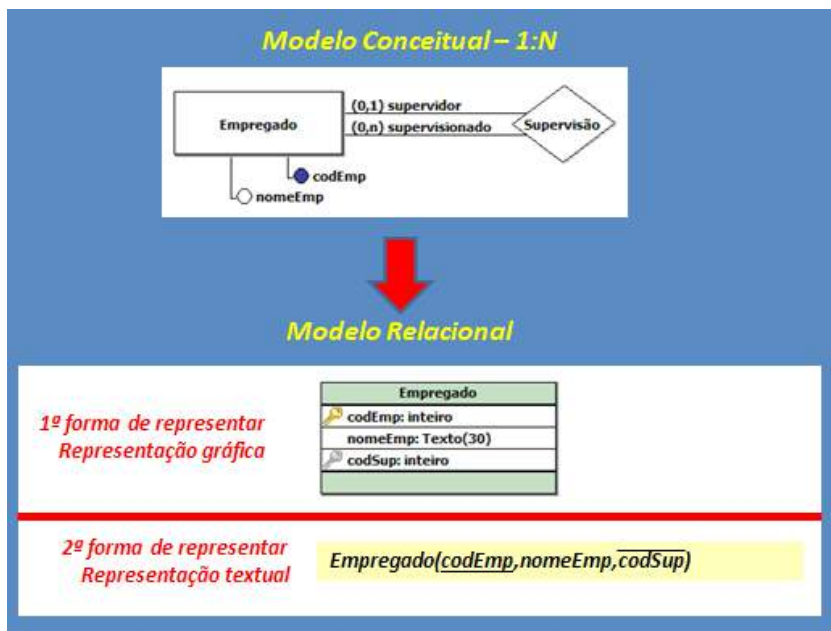 Modelo Conceitual – 1:N
(0,1) supervidor
Empregado
(0,n) supervisionado
Supervisão
codEmp
nomeEmp
Modelo Relacional
Empregado
1º forma de representar
codEmp: inteiro
nomeEmp: Texto(30)
Representação gráfica
codSup: inteiro
2º forma de representar
Representação textual
Empregado(codEmp,nomeEmp,codSup)